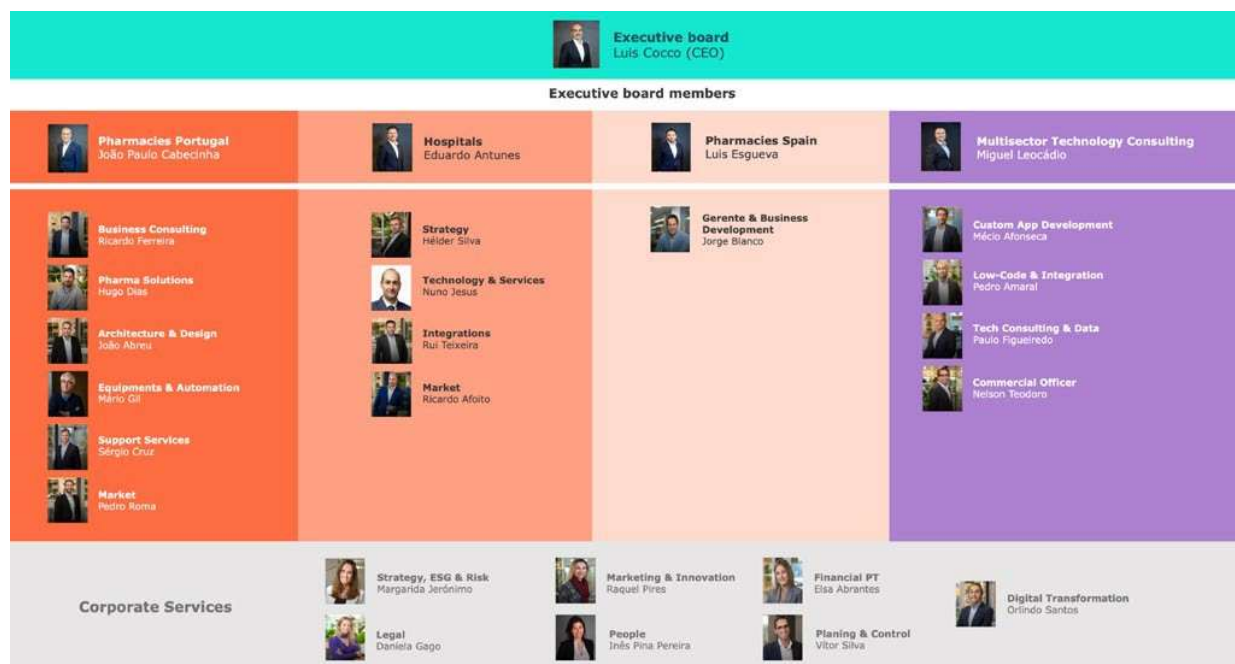 Executive board
Luis Cocco (CEO)
Executive board members
Pharmacies Portugal
João Paulo Cabecinha
Hospitals
Eduardo Antunes
Pharmacies Spain
Luis Esgueva
Multisector Technology Consulting
Miguel Leocádio
Business Consulting
Ricardo Ferreira
Pharma Solutions
Hugo Dias
Architecture & Design
João Abreu
Equipments & Automation
Mário Gil
Support Services
Sérgio Cruz
Market
Pedro Roma
Strategy
Hélder Silva
Technology & Services
Nuno Jesus
Integrations
Rui Teixeira
Market
Ricardo Afoito
Gerente & Business
Development
Jorge Blanco
Custom App Development
Mécio Afonseca
Low-Code & Integration
Pedro Amaral
Tech Consulting & Data
Paulo Figueiredo
Commercial Officer
Nelson Teodoro
Corporate Services
Strategy, ESG & Risk
Margarida Jerónimo
Marketing & Innovation
Raquel Pires
Financial PT
Elsa Abrantes
Digital Transformation
Orlindo Santos
Legal
Daniela Gago
People
Inês Pina Pereira
Planing & Control
Vítor Silva